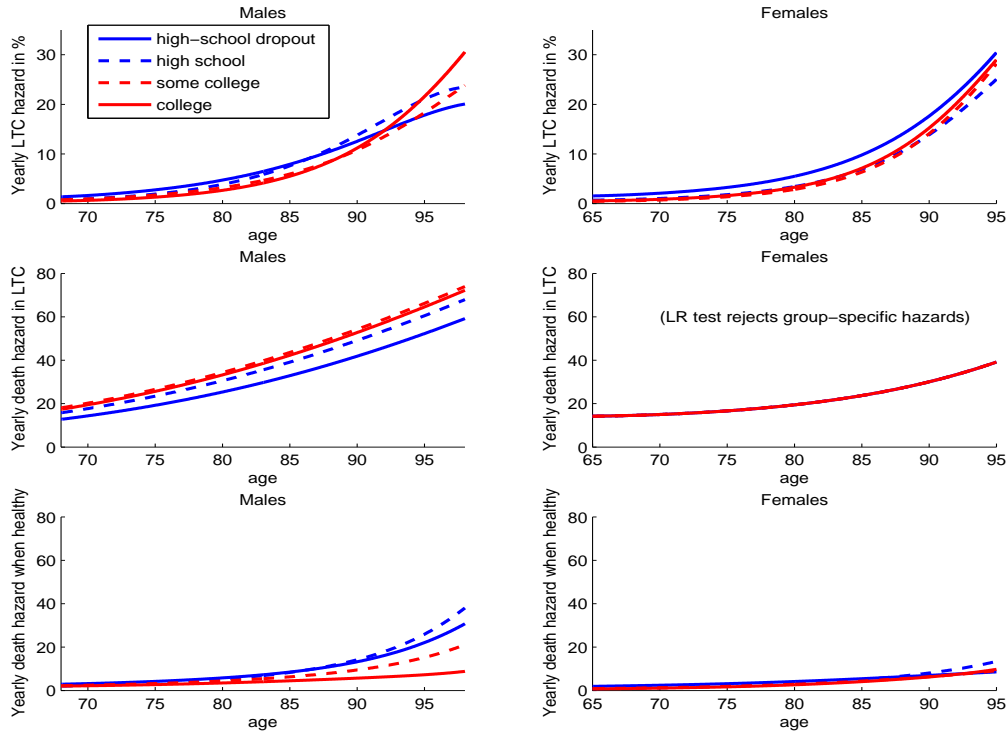 Males
Yearly LTC hazard in %
30
20
10
0
high-school dropout
high school
some college
college
70 75 80 85 90 95
age
Females
Yearly LTC hazard in %
30
20
10
0
65 70 75 80 85 90 95
age
Males
Yearly death hazard in LTC
80
60
40
20
0
70 75 80 85 90 95
age
Females
Yearly death hazard in LTC
80
60
40
20
0
(LR test rejects group-specific hazards)
65 70 75 80 85 90 95
age
Males
Yearly death hazard when healthy
80
60
40
20
0
70 75 80 85 90 95
age
Females
Yearly death hazard when healthy
80
60
40
20
0
65 70 75 80 85 90 95
age